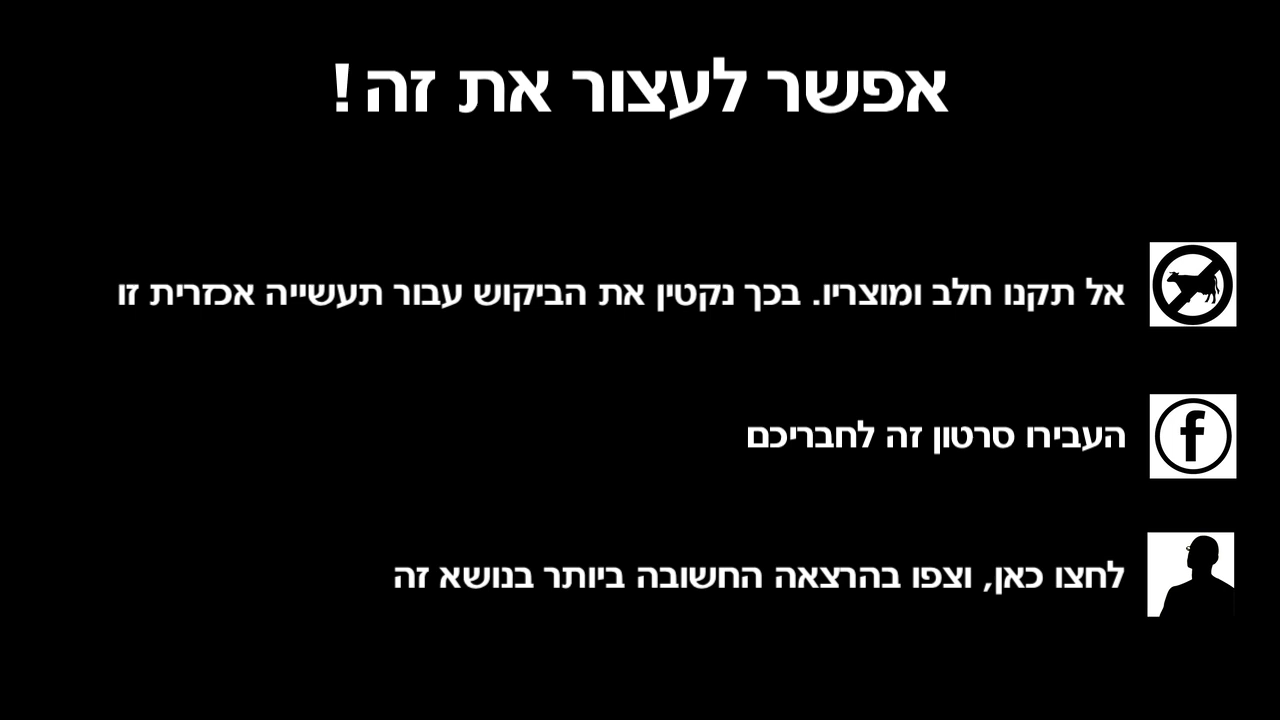 אפשר לעצור את זה !
אל תקנו חלב ומוצריו. בכך נקטין את הביקוש עבור תעשייה אכזרית זו
העבירו סרטון זה לחבריכם
לחצו כאן, וצפו בהרצאה החשובה ביותר בנושא זה